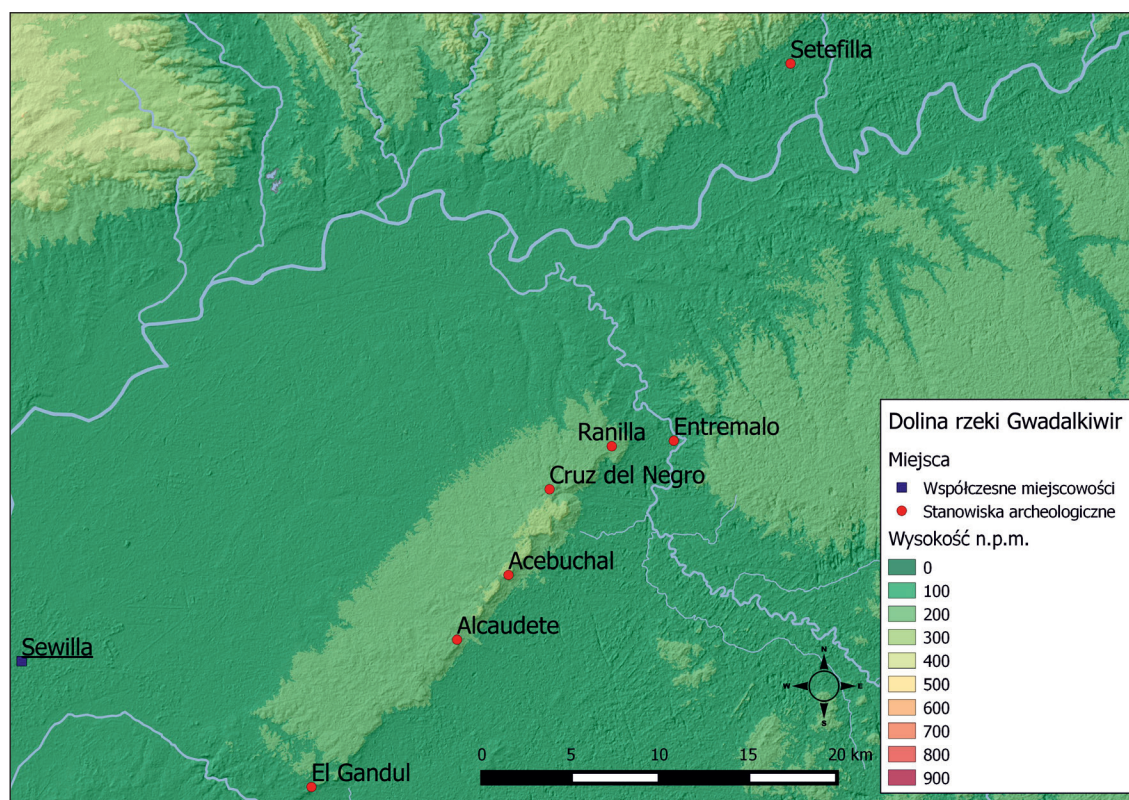 Setefilla
Ranilla
Entremalo
Cruz del Negro
Acebuchal
Alcaudete
Sewilla
El Gandul
N
W
E
S
0 5 10 15 20 km
Dolina rzeki Gwadalkiwir
Miejsca
Współczesne miejscowości
Stanowiska archeologiczne
Wysokość n.p.m.
0
100
200
300
400
500
600
700
800
900